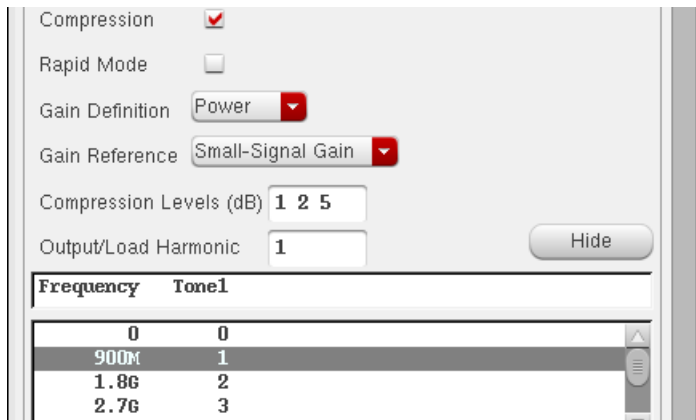 Compression
Rapid Mode
Gain Definition Power
Gain Reference Small-Signal Gain
Compression Levels (dB) 1 2 5
Output/Load Harmonic 1 Hide
Frequency Tone1
0 0
900M 1
1.8G 2
2.7G 3